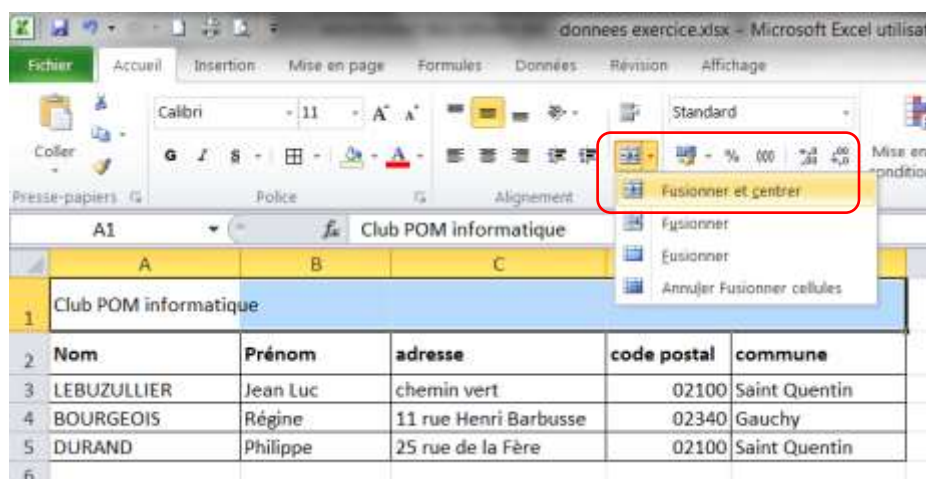 donnees exercice.xlsx - Microsoft Excel utilisat
Fichier Accueil Insertion Mise en page Formules Données Révision Affichage
Calibri 11 A A Standard
Coller G I S A % 000 Mise en
condition
Presse-papiers Police Alignement
Fusionner et centrer
A1 fx Club POM informatique
Fusionner
Fusionner
Annuler Fusionner cellules
A B C
1 Club POM informatique
2 Nom Prénom adresse code postal commune
3 LEBUZULLIER Jean Luc chemin vert 02100 Saint Quentin
4 BOURGEOIS Régine 11 rue Henri Barbusse 02340 Gauchy
5 DURAND Philippe 25 rue de la Fère 02100 Saint Quentin
6